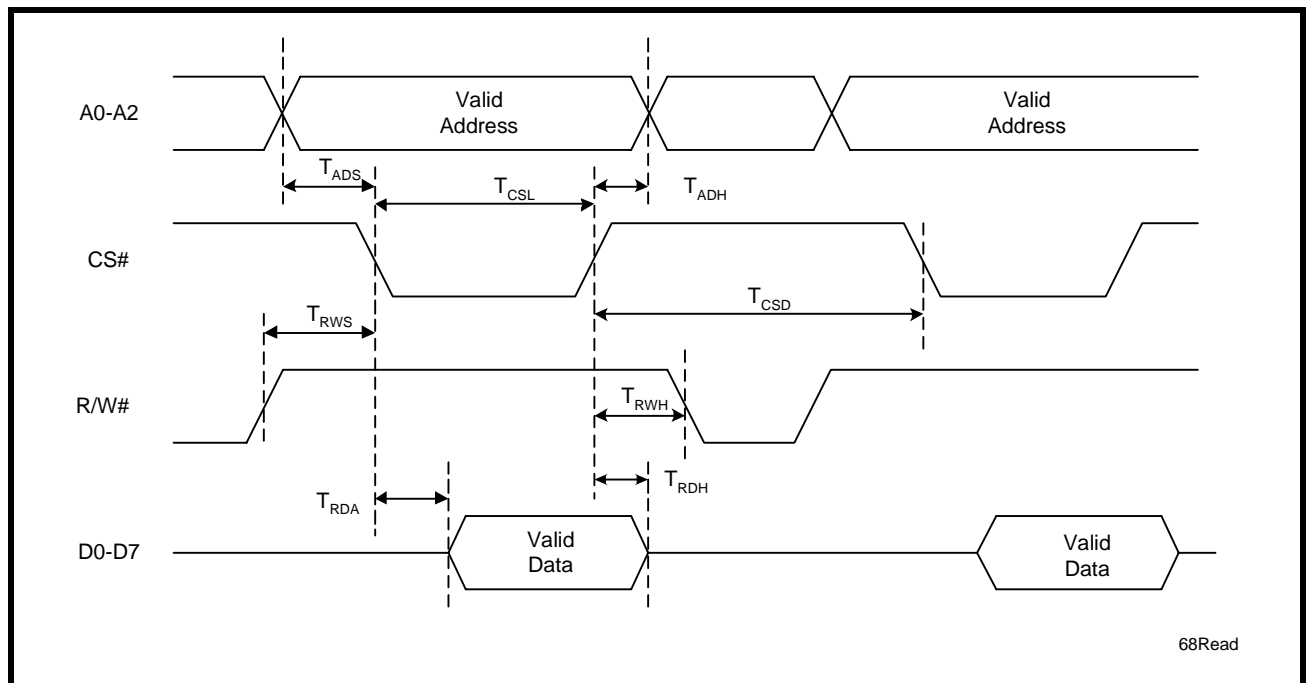 A0-A2
Valid
Address
Valid
Address
TADS
TCSL
TADH
CS#
TCSD
TRWS
R/W#
TRWH
TRDA
TRDH
D0-D7
Valid
Data
Valid
Data
68Read